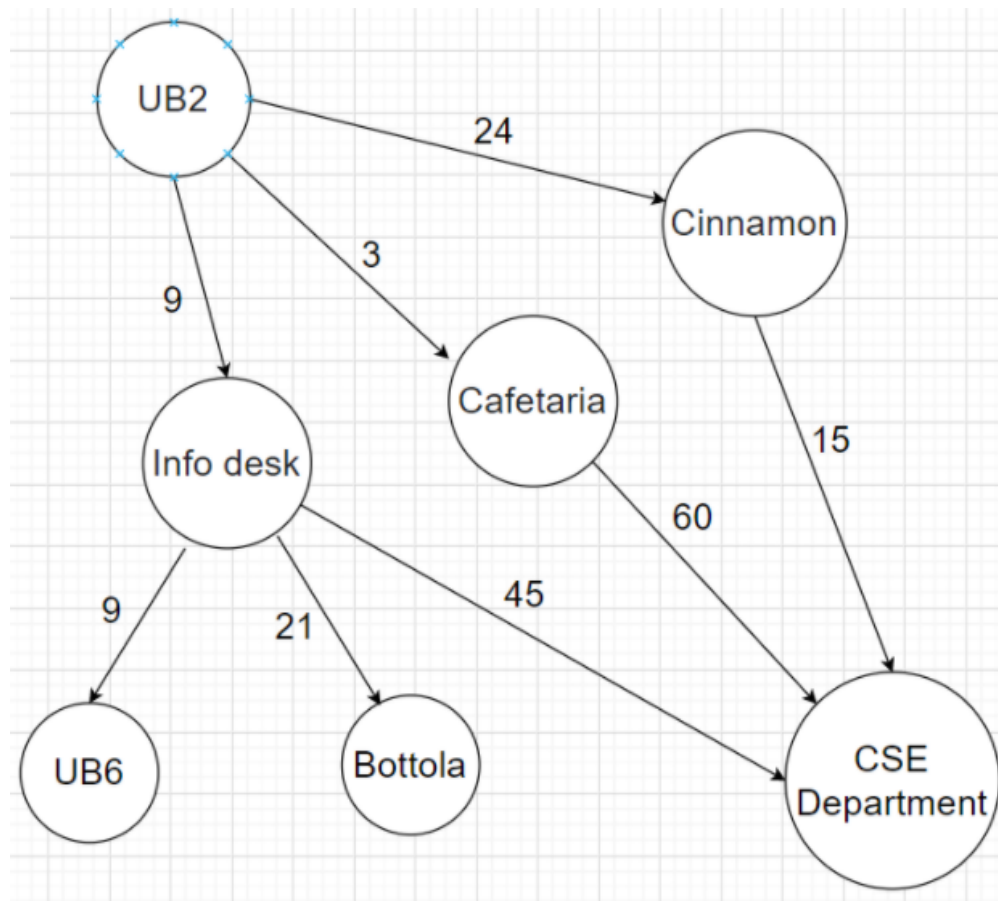 UB2
24
Cinnamon
3
9
Cafetaria
15
Info desk
60
45
9
21
UB6
Bottola
CSE
Department